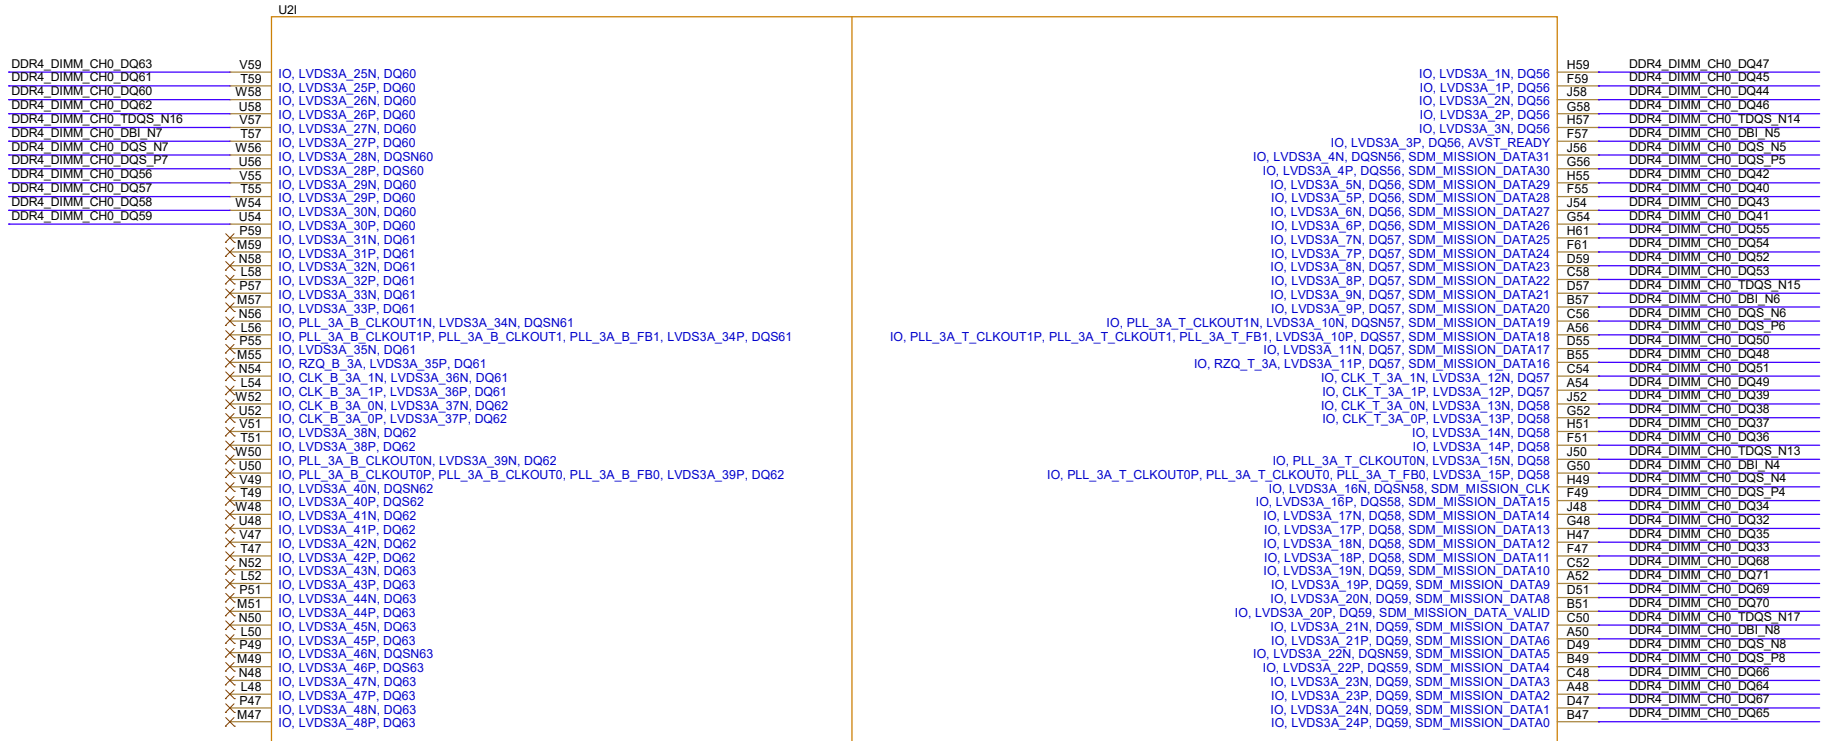 U2I
DDR4_DIMM_CH0_DQ63 V59 IO, LVDS3A_25N, DQ60
DDR4_DIMM_CH0_DQ61 T59 IO, LVDS3A_25P, DQ60
DDR4_DIMM_CH0_DQ60 W58 IO, LVDS3A_26N, DQ60
DDR4_DIMM_CH0_DQ62 U58 IO, LVDS3A_26P, DQ60
DDR4_DIMM_CH0_TDQS_N16 V57 IO, LVDS3A_27N, DQ60
DDR4_DIMM_CH0_DBI_N7 T57 IO, LVDS3A_27P, DQ60
DDR4_DIMM_CH0_DQS_N7 W56 IO, LVDS3A_28N, DQSN60
DDR4_DIMM_CH0_DQS_P7 U56 IO, LVDS3A_28P, DQS60
DDR4_DIMM_CH0_DQ56 V55 IO, LVDS3A_29N, DQ60
DDR4_DIMM_CH0_DQ57 T55 IO, LVDS3A_29P, DQ60
DDR4_DIMM_CH0_DQ58 W54 IO, LVDS3A_30N, DQ60
DDR4_DIMM_CH0_DQ59 U54 IO, LVDS3A_30P, DQ60
P59 IO, LVDS3A_31N, DQ61
M59 IO, LVDS3A_31P, DQ61
N58 IO, LVDS3A_32N, DQ61
L58 IO, LVDS3A_32P, DQ61
P57 IO, LVDS3A_33N, DQ61
M57 IO, LVDS3A_33P, DQ61
N56 IO, PLL_3A_B_CLKOUT1N, LVDS3A_34N, DQSN61
L56 IO, PLL_3A_B_CLKOUT1P, PLL_3A_B_CLKOUT1, PLL_3A_B_FB1, LVDS3A_34P, DQS61
P55 IO, LVDS3A_35N, DQ61
M55 IO, RZQ_B_3A, LVDS3A_35P, DQ61
N54 IO, CLK_B_3A_1N, LVDS3A_36N, DQ61
L54 IO, CLK_B_3A_1P, LVDS3A_36P, DQ61
W52 IO, CLK_B_3A_0N, LVDS3A_37N, DQ62
U52 IO, CLK_B_3A_0P, LVDS3A_37P, DQ62
V51 IO, LVDS3A_38N, DQ62
T51 IO, LVDS3A_38P, DQ62
W50 IO, PLL_3A_B_CLKOUT0N, LVDS3A_39N, DQ62
U50 IO, PLL_3A_B_CLKOUT0P, PLL_3A_B_CLKOUT0, PLL_3A_B_FB0, LVDS3A_39P, DQ62
V49 IO, LVDS3A_40N, DQSN62
T49 IO, LVDS3A_40P, DQS62
W48 IO, LVDS3A_41N, DQ62
U48 IO, LVDS3A_41P, DQ62
V47 IO, LVDS3A_42N, DQ62
T47 IO, LVDS3A_42P, DQ62
N52 IO, LVDS3A_43N, DQ63
L52 IO, LVDS3A_43P, DQ63
P51 IO, LVDS3A_44N, DQ63
M51 IO, LVDS3A_44P, DQ63
N50 IO, LVDS3A_45N, DQ63
L50 IO, LVDS3A_45P, DQ63
P49 IO, LVDS3A_46N, DQSN63
M49 IO, LVDS3A_46P, DQS63
N48 IO, LVDS3A_47N, DQ63
L48 IO, LVDS3A_47P, DQ63
P47 IO, LVDS3A_48N, DQ63
M47 IO, LVDS3A_48P, DQ63
IO, LVDS3A_1N, DQ56 H59 DDR4_DIMM_CH0_DQ47
IO, LVDS3A_1P, DQ56 F59 DDR4_DIMM_CH0_DQ45
IO, LVDS3A_2N, DQ56 J58 DDR4_DIMM_CH0_DQ44
IO, LVDS3A_2P, DQ56 G58 DDR4_DIMM_CH0_DQ46
IO, LVDS3A_3N, DQ56 H57 DDR4_DIMM_CH0_TDQS_N14
IO, LVDS3A_3P, DQ56, AVST_READY F57 DDR4_DIMM_CH0_DBI_N5
IO, LVDS3A_4N, DQSN56, SDM_MISSION_DATA31 J56 DDR4_DIMM_CH0_DQS_N5
IO, LVDS3A_4P, DQS56, SDM_MISSION_DATA30 G56 DDR4_DIMM_CH0_DQS_P5
IO, LVDS3A_5N, DQ56, SDM_MISSION_DATA29 H55 DDR4_DIMM_CH0_DQ42
IO, LVDS3A_5P, DQ56, SDM_MISSION_DATA28 F55 DDR4_DIMM_CH0_DQ40
IO, LVDS3A_6N, DQ56, SDM_MISSION_DATA27 J54 DDR4_DIMM_CH0_DQ43
IO, LVDS3A_6P, DQ56, SDM_MISSION_DATA26 G54 DDR4_DIMM_CH0_DQ41
IO, LVDS3A_7N, DQ57, SDM_MISSION_DATA25 H61 DDR4_DIMM_CH0_DQ55
IO, LVDS3A_7P, DQ57, SDM_MISSION_DATA24 F61 DDR4_DIMM_CH0_DQ54
IO, LVDS3A_8N, DQ57, SDM_MISSION_DATA23 D59 DDR4_DIMM_CH0_DQ52
IO, LVDS3A_8P, DQ57, SDM_MISSION_DATA22 C58 DDR4_DIMM_CH0_DQ53
IO, LVDS3A_9N, DQ57, SDM_MISSION_DATA21 D57 DDR4_DIMM_CH0_TDQS_N15
IO, LVDS3A_9P, DQ57, SDM_MISSION_DATA20 B57 DDR4_DIMM_CH0_DBI_N6
IO, PLL_3A_T_CLKOUT1N, LVDS3A_10N, DQSN57, SDM_MISSION_DATA19 C56 DDR4_DIMM_CH0_DQS_N6
IO, PLL_3A_T_CLKOUT1P, PLL_3A_T_CLKOUT1, PLL_3A_T_FB1, LVDS3A_10P, DQS57, SDM_MISSION_DATA18 A56 DDR4_DIMM_CH0_DQS_P6
IO, LVDS3A_11N, DQ57, SDM_MISSION_DATA17 D55 DDR4_DIMM_CH0_DQ50
IO, RZQ_T_3A, LVDS3A_11P, DQ57, SDM_MISSION_DATA16 B55 DDR4_DIMM_CH0_DQ48
IO, CLK_T_3A_1N, LVDS3A_12N, DQ57 C54 DDR4_DIMM_CH0_DQ51
IO, CLK_T_3A_1P, LVDS3A_12P, DQ57 A54 DDR4_DIMM_CH0_DQ49
IO, CLK_T_3A_0N, LVDS3A_13N, DQ58 J52 DDR4_DIMM_CH0_DQ39
IO, CLK_T_3A_0P, LVDS3A_13P, DQ58 G52 DDR4_DIMM_CH0_DQ38
IO, LVDS3A_14N, DQ58 H51 DDR4_DIMM_CH0_DQ37
IO, LVDS3A_14P, DQ58 F51 DDR4_DIMM_CH0_DQ36
IO, PLL_3A_T_CLKOUT0N, LVDS3A_15N, DQ58 J50 DDR4_DIMM_CH0_TDQS_N13
IO, PLL_3A_T_CLKOUT0P, PLL_3A_T_CLKOUT0, PLL_3A_T_FB0, LVDS3A_15P, DQ58 G50 DDR4_DIMM_CH0_DBI_N4
IO, LVDS3A_16N, DQSN58, SDM_MISSION_CLK H49 DDR4_DIMM_CH0_DQS_N4
IO, LVDS3A_16P, DQS58, SDM_MISSION_DATA15 F49 DDR4_DIMM_CH0_DQS_P4
IO, LVDS3A_17N, DQ58, SDM_MISSION_DATA14 J48 DDR4_DIMM_CH0_DQ34
IO, LVDS3A_17P, DQ58, SDM_MISSION_DATA13 G48 DDR4_DIMM_CH0_DQ32
IO, LVDS3A_18N, DQ58, SDM_MISSION_DATA12 H47 DDR4_DIMM_CH0_DQ35
IO, LVDS3A_18P, DQ58, SDM_MISSION_DATA11 F47 DDR4_DIMM_CH0_DQ33
IO, LVDS3A_19N, DQ59, SDM_MISSION_DATA10 C52 DDR4_DIMM_CH0_DQ68
IO, LVDS3A_19P, DQ59, SDM_MISSION_DATA9 A52 DDR4_DIMM_CH0_DQ71
IO, LVDS3A_20N, DQ59, SDM_MISSION_DATA8 D51 DDR4_DIMM_CH0_DQ69
IO, LVDS3A_20P, DQ59, SDM_MISSION_DATA_VALID B51 DDR4_DIMM_CH0_DQ70
IO, LVDS3A_21N, DQ59, SDM_MISSION_DATA7 C50 DDR4_DIMM_CH0_TDQS_N17
IO, LVDS3A_21P, DQ59, SDM_MISSION_DATA6 A50 DDR4_DIMM_CH0_DBI_N8
IO, LVDS3A_22N, DQSN59, SDM_MISSION_DATA5 D49 DDR4_DIMM_CH0_DQS_N8
IO, LVDS3A_22P, DQS59, SDM_MISSION_DATA4 B49 DDR4_DIMM_CH0_DQS_P8
IO, LVDS3A_23N, DQ59, SDM_MISSION_DATA3 C48 DDR4_DIMM_CH0_DQ66
IO, LVDS3A_23P, DQ59, SDM_MISSION_DATA2 A48 DDR4_DIMM_CH0_DQ64
IO, LVDS3A_24N, DQ59, SDM_MISSION_DATA1 D47 DDR4_DIMM_CH0_DQ67
IO, LVDS3A_24P, DQ59, SDM_MISSION_DATA0 B47 DDR4_DIMM_CH0_DQ65